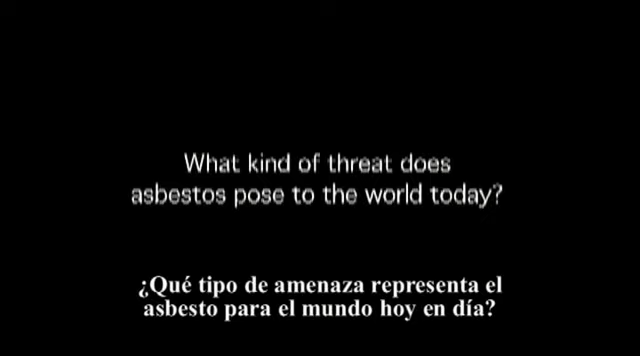 What kind of threat does
asbestos pose to the world today?
¿Qué tipo de amenaza representa el
asbesto para el mundo hoy en día?